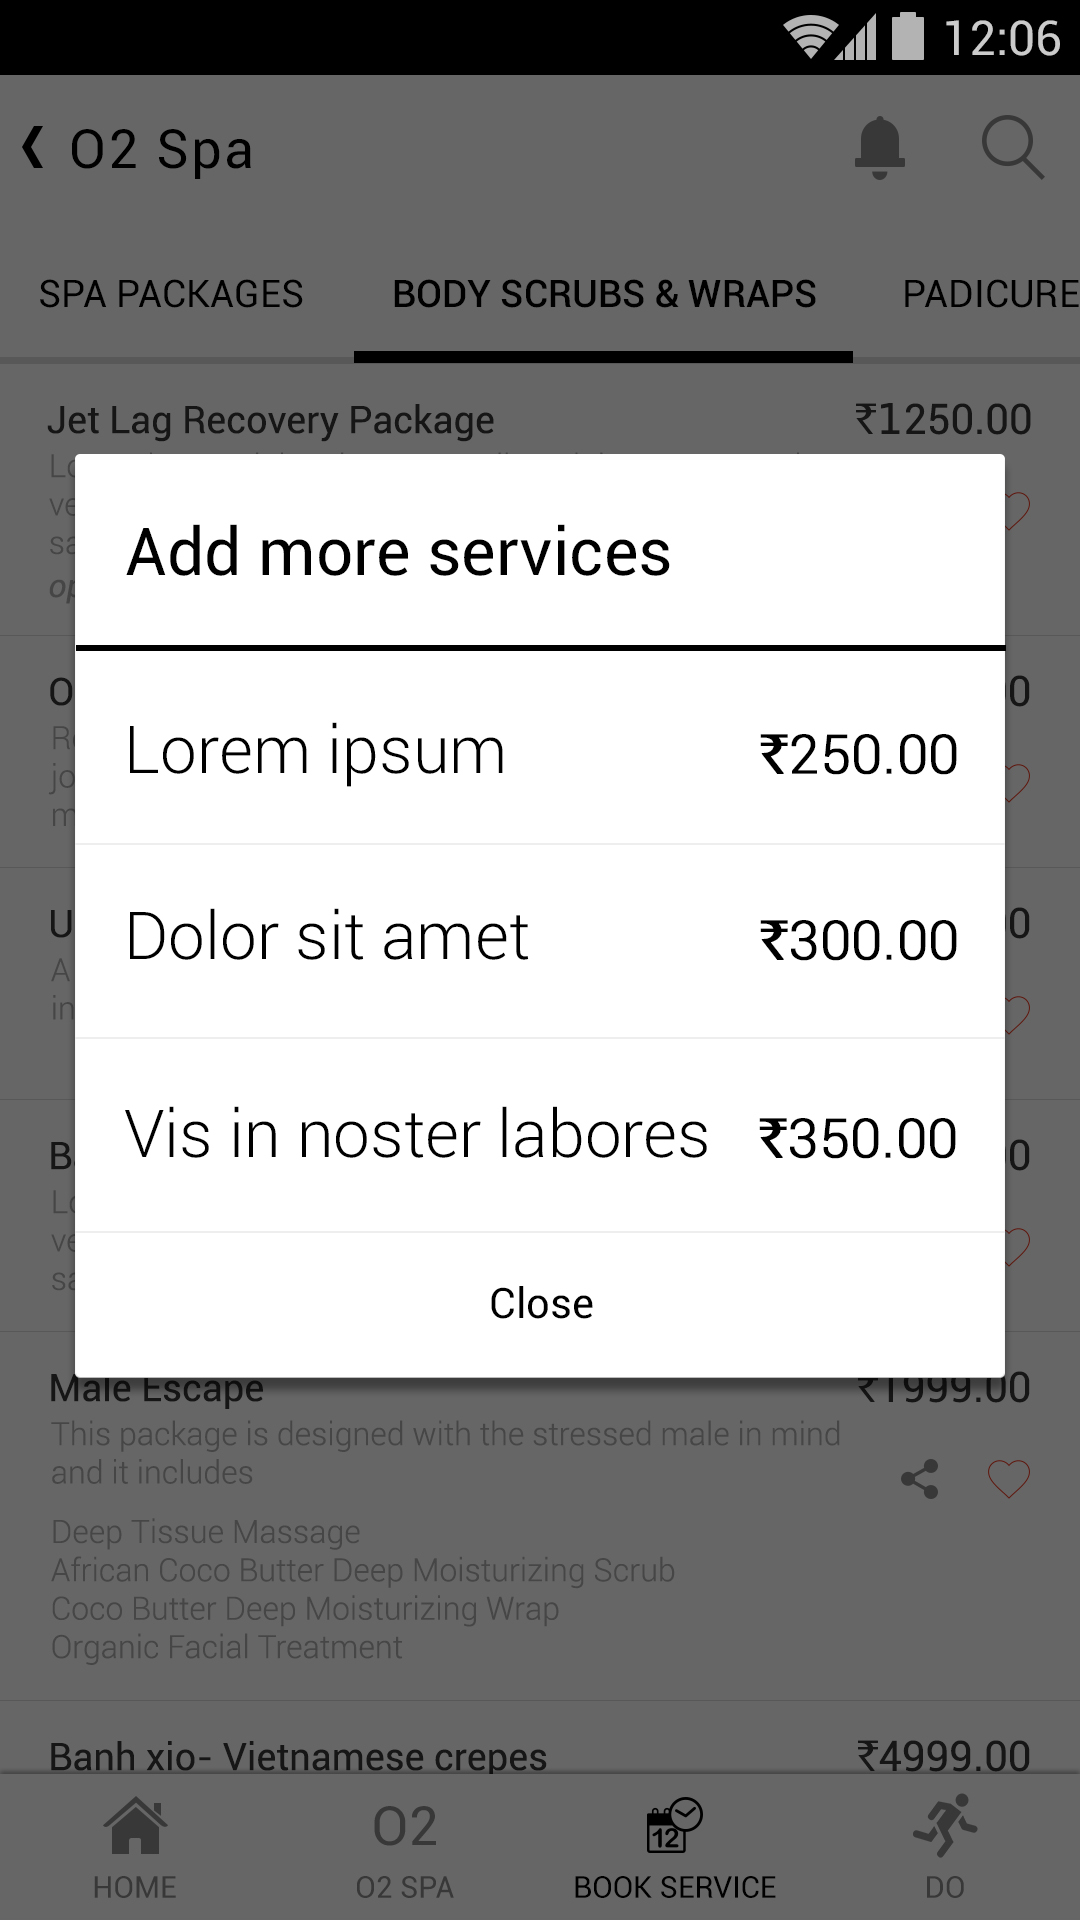 12:06
O2 Spa
SPA PACKAGES BODY SCRUBS & WRAPS PADICURE
Jet Lag Recovery Package ₹1250.00
Add more services
Lorem ipsum ₹250.00
Dolor sit amet ₹300.00
Vis in noster labores ₹350.00
Close
Male Escape ₹1999.00
This package is designed with the stressed male in mind
and it includes
Deep Tissue Massage
African Coco Butter Deep Moisturizing Scrub
Coco Butter Deep Moisturizing Wrap
Organic Facial Treatment
Banh xio- Vietnamese crepes ₹4999.00
O2
12
HOME O2 SPA BOOK SERVICE DO